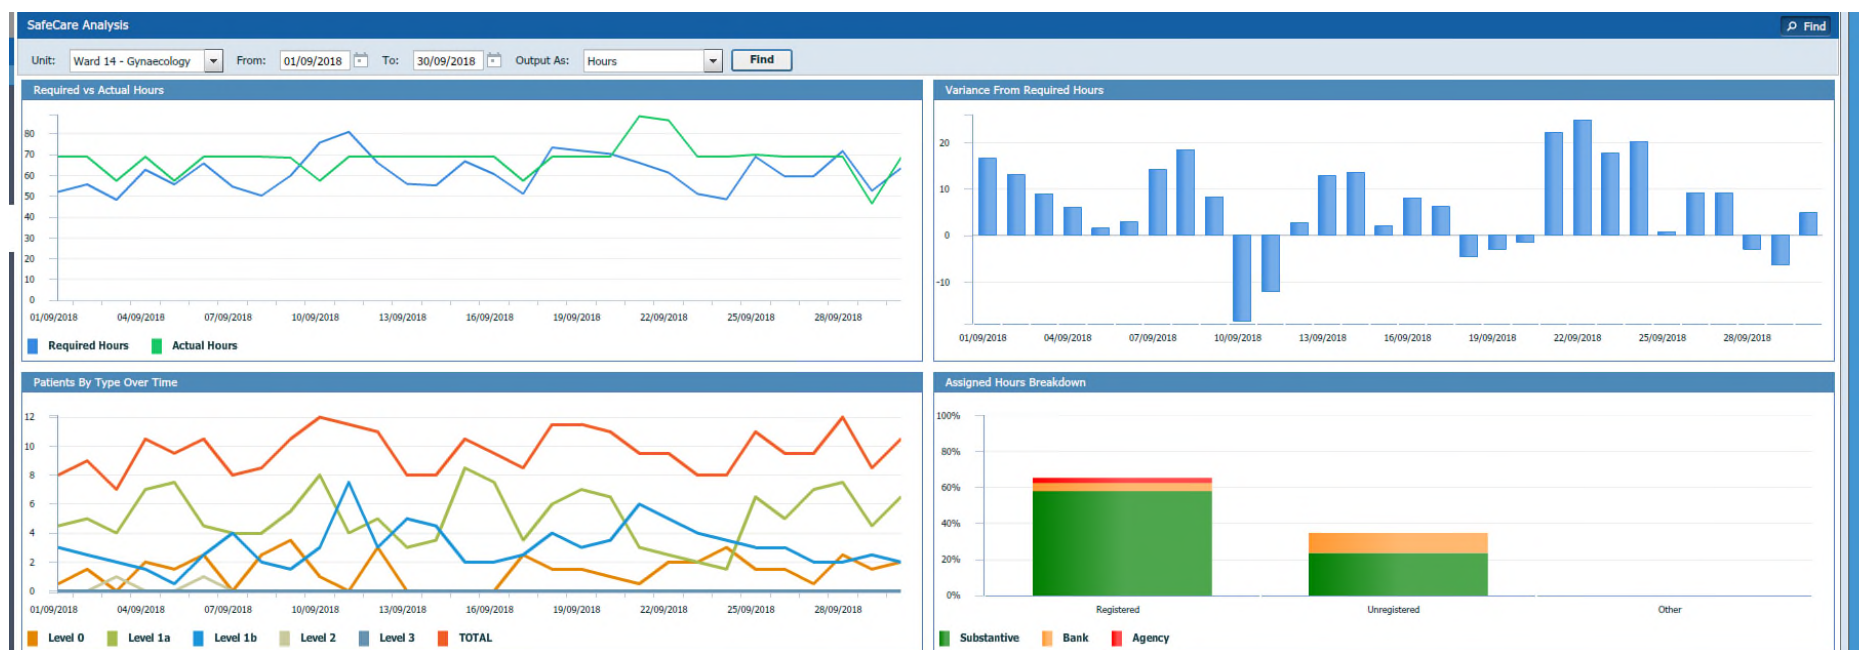 SafeCare Analysis
Find
Unit: Ward 14 - Gynaecology From: 01/09/2018 To: 30/09/2018 Output As: Hours Find
Required vs Actual Hours
80
70
60
50
40
30
20
10
0
01/09/2018 04/09/2018 07/09/2018 10/09/2018 13/09/2018 16/09/2018 19/09/2018 22/09/2018 25/09/2018 28/09/2018
Required Hours Actual Hours
Variance From Required Hours
20
10
0
-10
01/09/2018 04/09/2018 07/09/2018 10/09/2018 13/09/2018 16/09/2018 19/09/2018 22/09/2018 25/09/2018 28/09/2018
Patients By Type Over Time
12
10
8
6
4
2
0
01/09/2018 04/09/2018 07/09/2018 10/09/2018 13/09/2018 16/09/2018 19/09/2018 22/09/2018 25/09/2018 28/09/2018
Level 0 Level 1a Level 1b Level 2 Level 3 TOTAL
Assigned Hours Breakdown
100%
80%
60%
40%
20%
0%
Registered Unregistered Other
Substantive Bank Agency